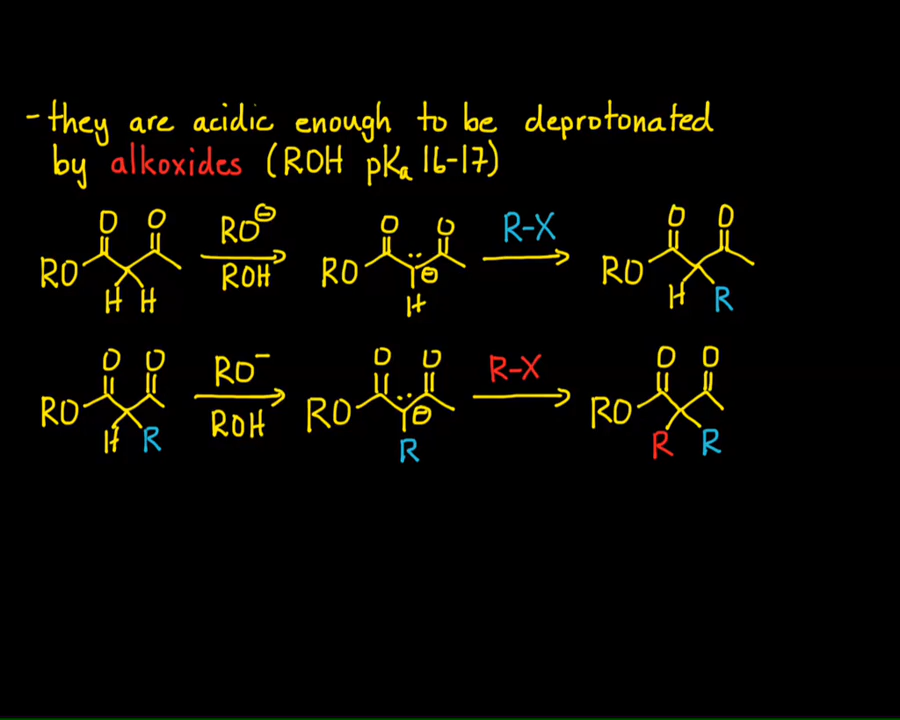 - they are acidic enough to be deprotonated
by alkoxides (ROH pKa 16-17)
O O RO⊖ O O R-X O O
RO ROH RO ⊖ RO
H H H H R
O O RO⁻ O O R-X O O
RO ROH RO ⊖ RO
H R R R R